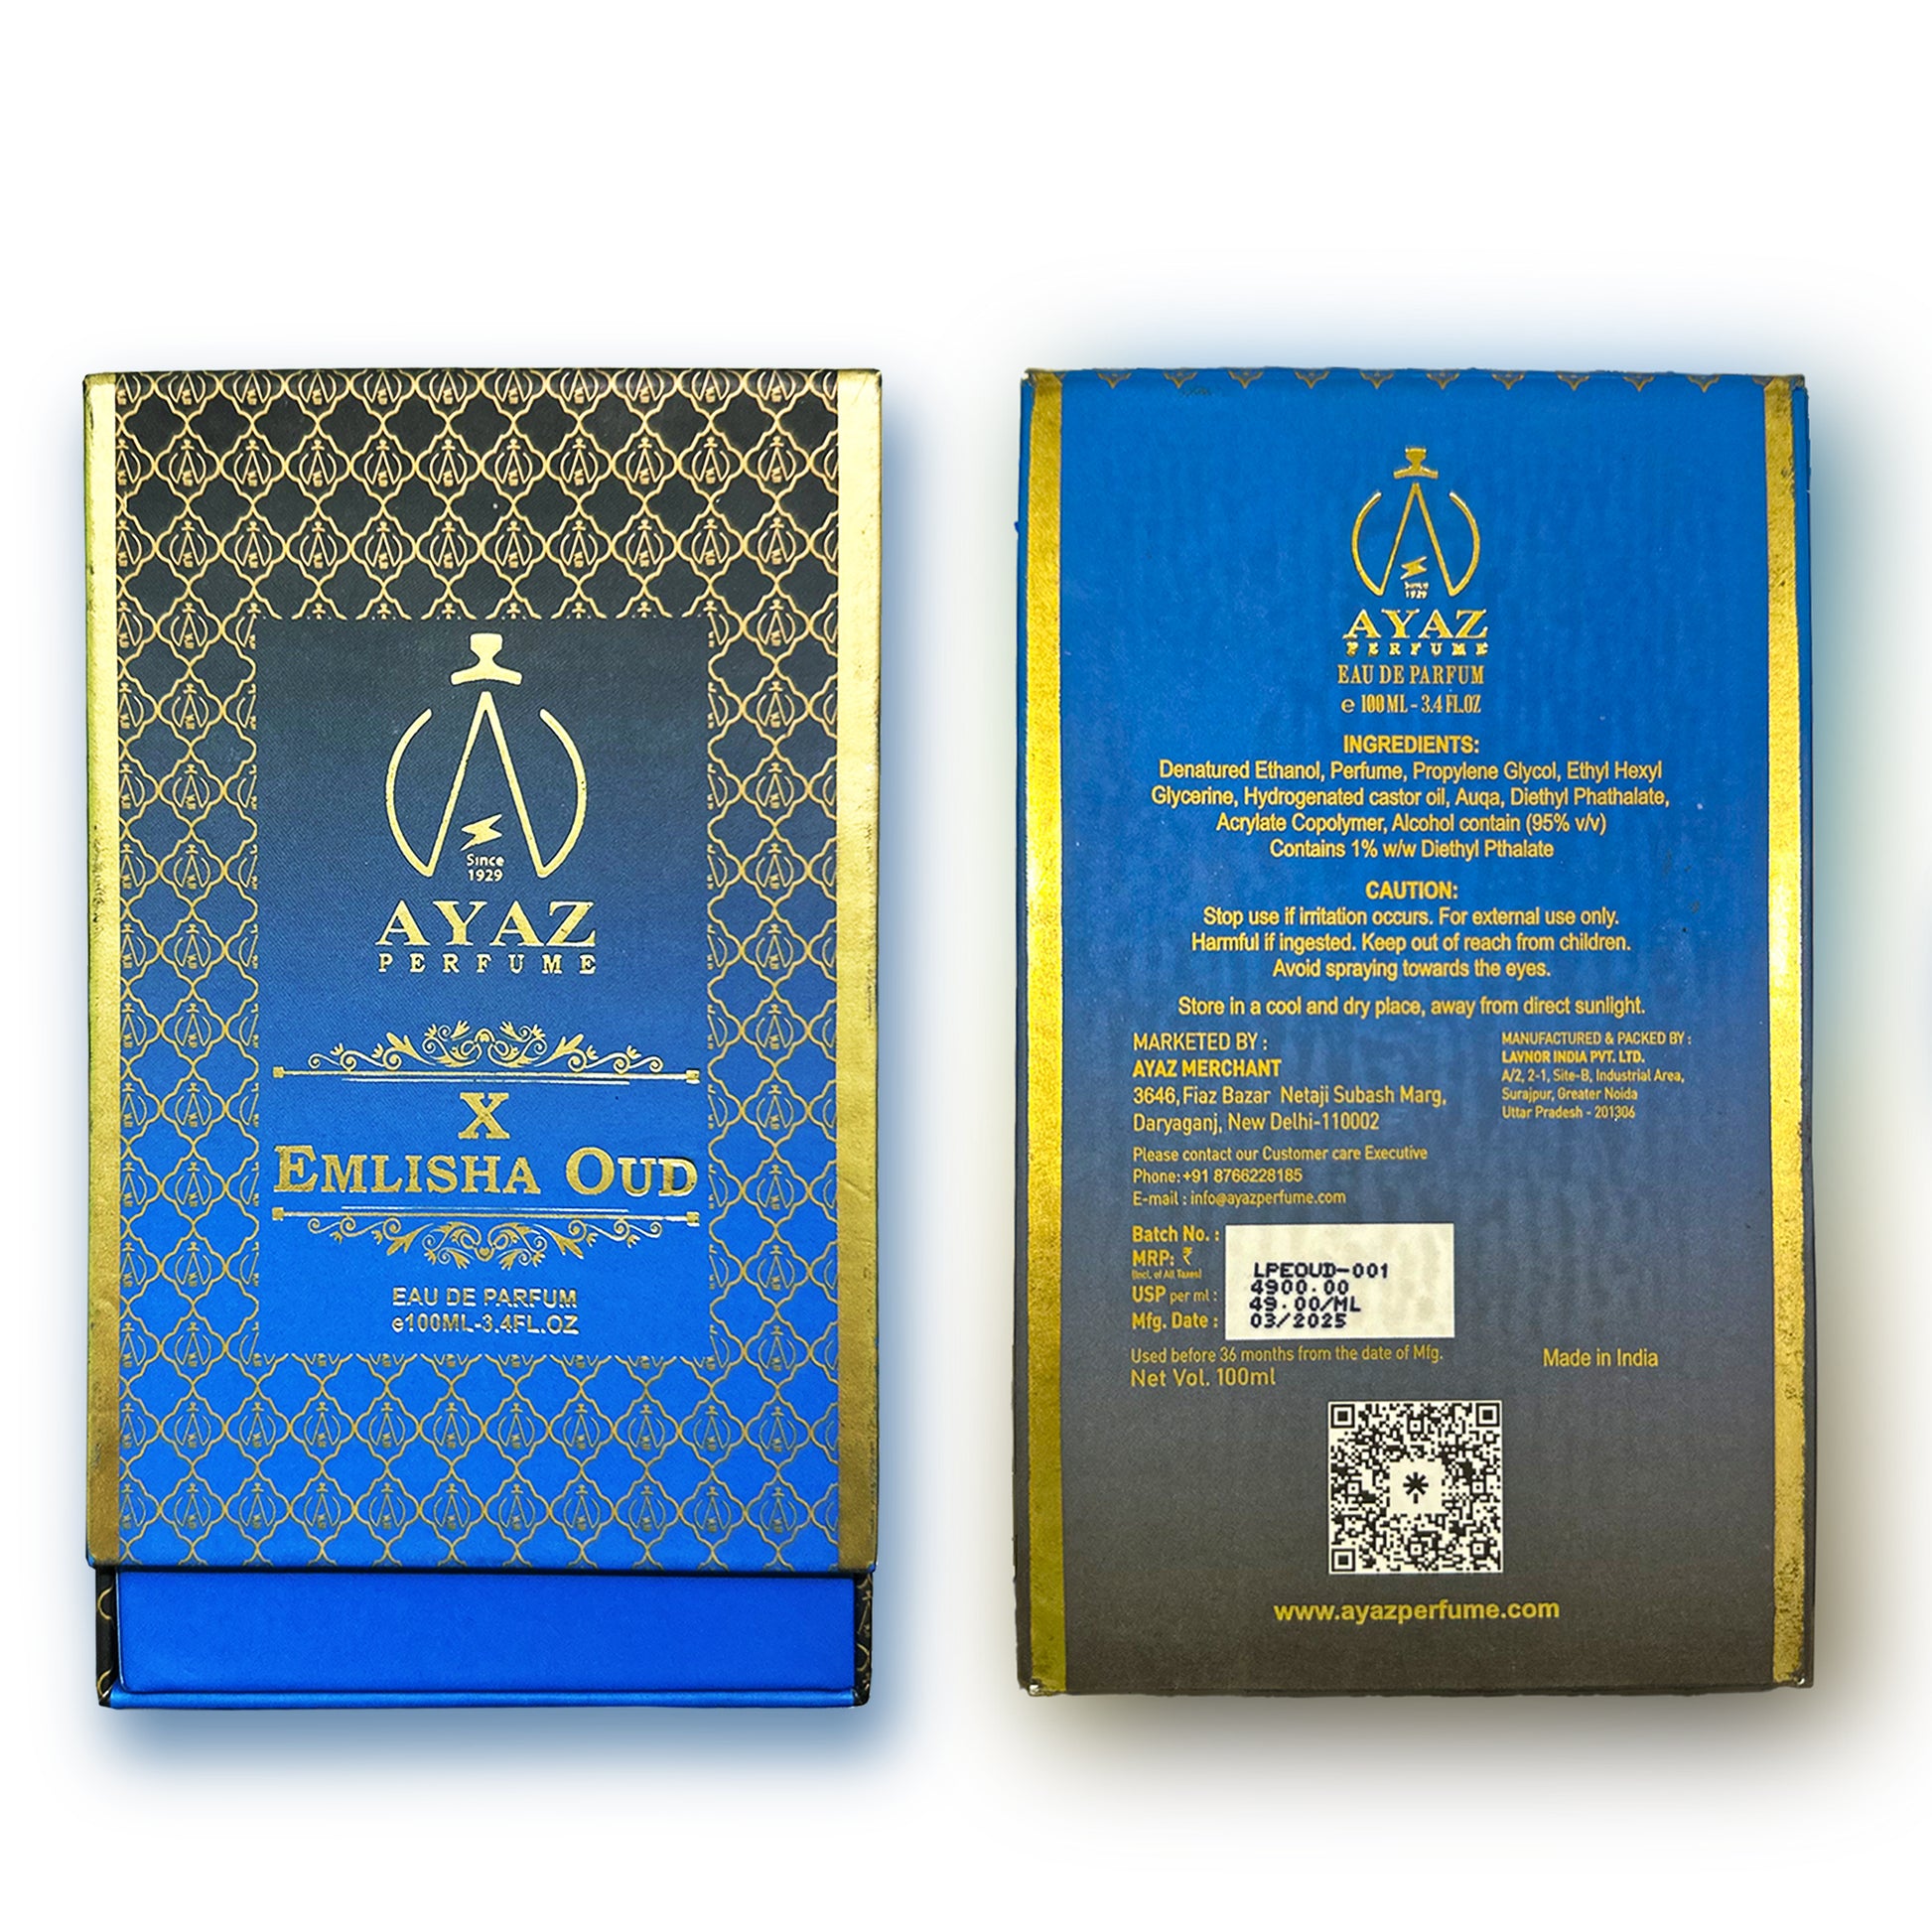 Since
1929
AYAZ
PERFUME
X
EMLISHA OUD
EAU DE PARFUM
e100ML-3.4FL.OZ
Since
1929
AYAZ
PERFUME
EAU DE PARFUM
e 100 ML - 3.4 FL.OZ
INGREDIENTS:
Denatured Ethanol, Perfume, Propylene Glycol, Ethyl Hexyl
Glycerine, Hydrogenated castor oil, Auqa, Diethyl Phathalate,
Acrylate Copolymer, Alcohol contain (95% v/v)
Contains 1% w/w Diethyl Pthalate
CAUTION:
Stop use if irritation occurs. For external use only.
Harmful if ingested. Keep out of reach from children.
Avoid spraying towards the eyes.
Store in a cool and dry place, away from direct sunlight.
MARKETED BY :
AYAZ MERCHANT
3646, Fiaz Bazar Netaji Subash Marg,
Daryaganj, New Delhi-110002
MANUFACTURED & PACKED BY :
LAVNOR INDIA PVT. LTD.
A/2, 2-1, Site-B, Industrial Area,
Surajpur, Greater Noida
Uttar Pradesh - 201306
Please contact our Customer care Executive
Phone: +91 8766228185
E-mail : info@ayazperfume.com
Batch No. : LPEOUD-001
MRP: ₹ 4900.00
(Incl. of All Taxes)
USP per ml : 49.00/ML
Mfg. Date : 03/2025
Used before 36 months from the date of Mfg.
Net Vol. 100ml
Made in India
www.ayazperfume.com